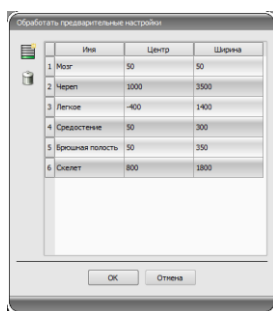 Обработать предварительные настройки
Имя Центр Ширина
1 Мозг 50 50
2 Череп 1000 3500
3 Легкое -400 1400
4 Средостение 50 300
5 Брюшная полость 50 350
6 Скелет 800 1800
OK Отмена